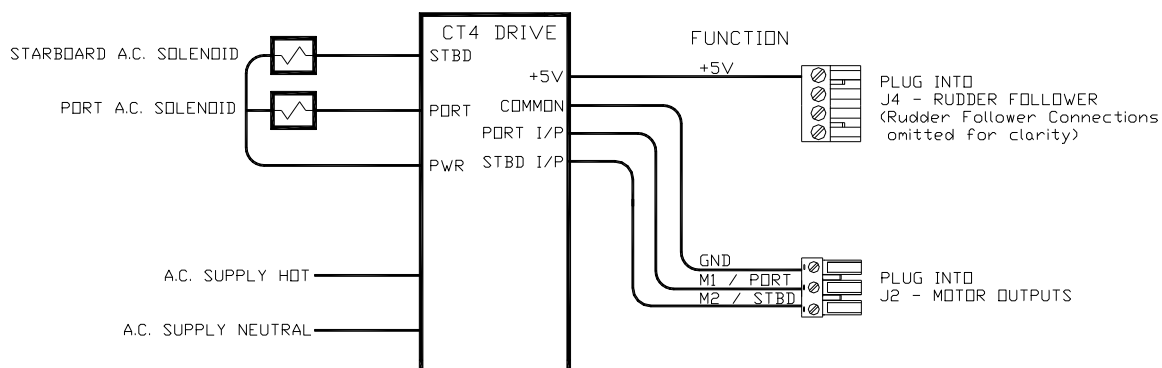 CT4 DRIVE
STARBOARD A.C. SOLENOID
STBD
PORT A.C. SOLENOID
PORT
PWR
A.C. SUPPLY HOT
A.C. SUPPLY NEUTRAL
+5V
COMMON
PORT I/P
STBD I/P
FUNCTION
+5V
PLUG INTO
J4 - RUDDER FOLLOWER
(Rudder Follower Connections
omitted for clarity)
GND
M1 / PORT
M2 / STBD
PLUG INTO
J2 - MOTOR OUTPUTS